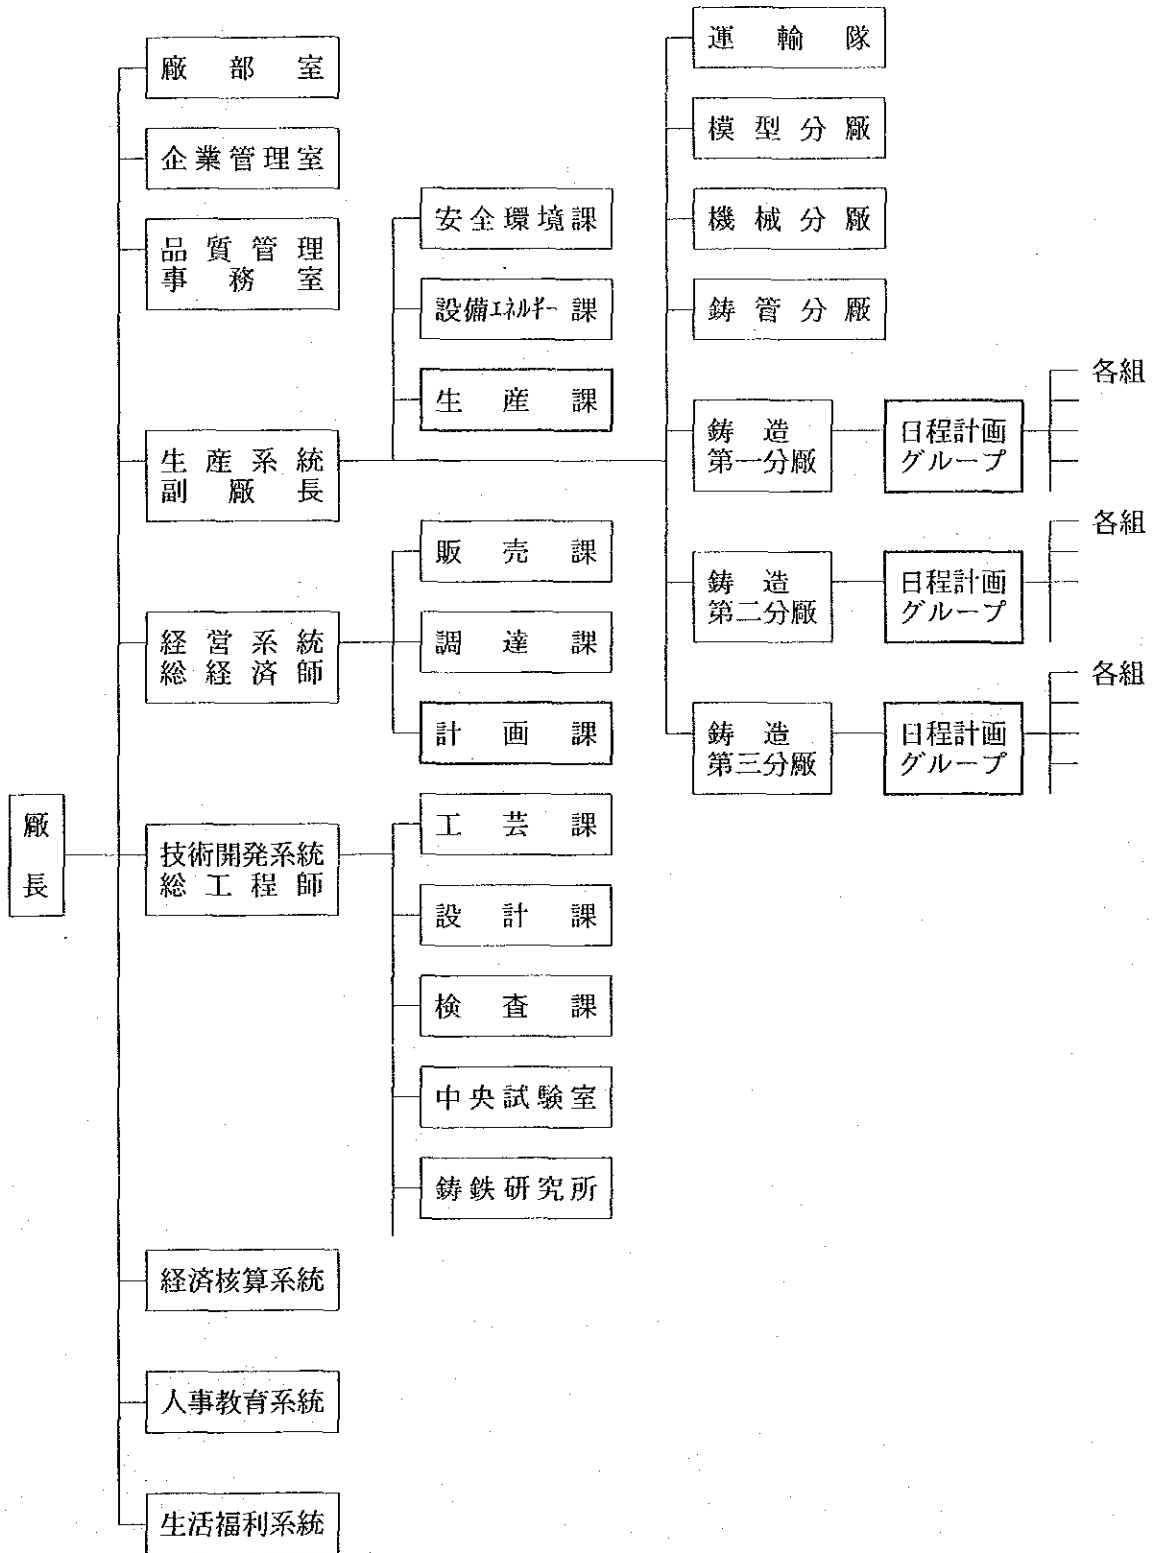 廠長
廠部室
企業管理室
品質管理
事務室
生産系統
副廠長
経営系統
総経済師
技術開発系統
総工程師
経済核算系統
人事教育系統
生活福利系統
安全環境課
設備エネルギー課
生産課
販売課
調達課
計画課
工芸課
設計課
検査課
中央試験室
鋳鉄研究所
運輸隊
模型分廠
機械分廠
鋳管分廠
鋳造
第一分廠
日程計画
グループ
各組
鋳造
第二分廠
日程計画
グループ
各組
鋳造
第三分廠
日程計画
グループ
各組